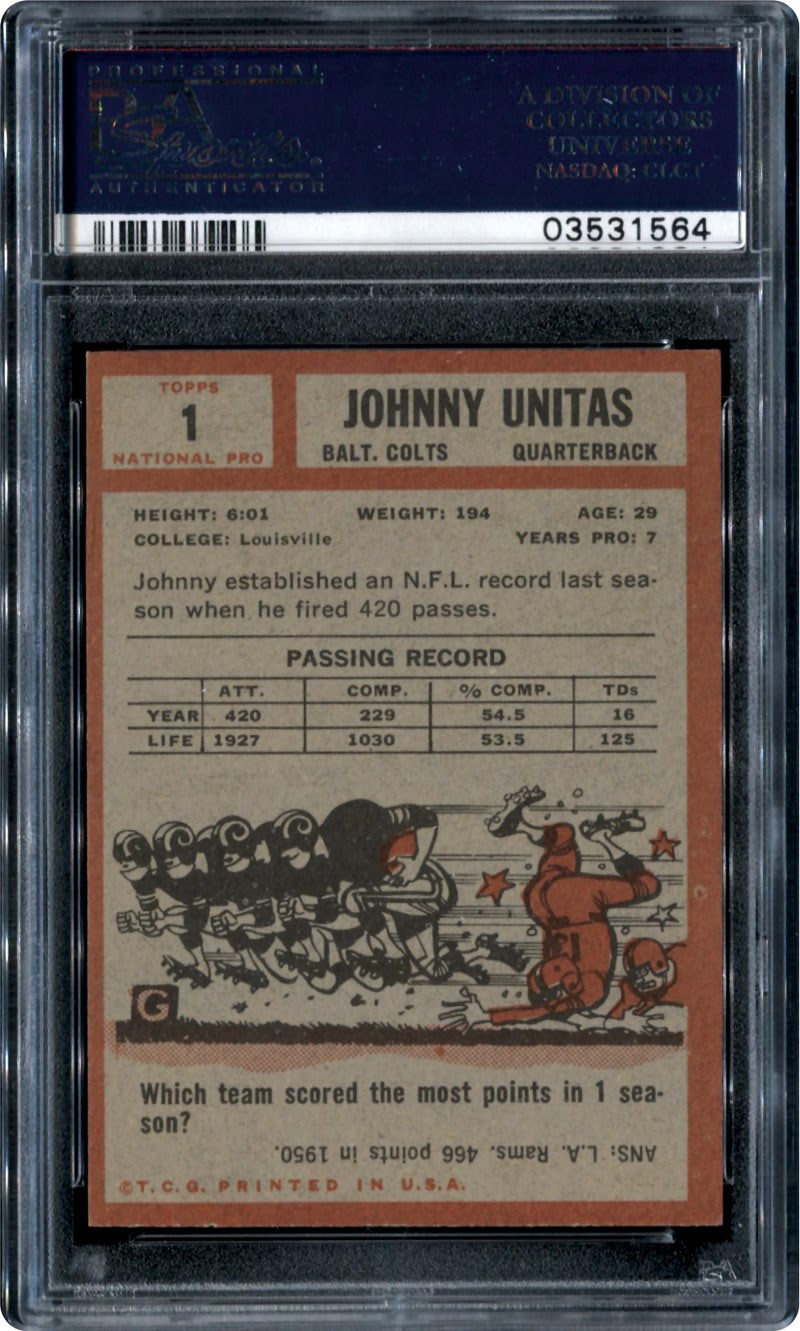 PROFESSIONAL
PSA
AUTHENTICATOR
A DIVISION OF
COLLECTORS
UNIVERSE
NASDAQ: CLCT
03531564
TOPPS
1
NATIONAL PRO
JOHNNY UNITAS
BALT. COLTS QUARTERBACK
HEIGHT: 6:01 WEIGHT: 194 AGE: 29
COLLEGE: Louisville YEARS PRO: 7
Johnny established an N.F.L. record last sea-
son when he fired 420 passes.
PASSING RECORD
ATT. COMP. % COMP. TDs
YEAR 420 229 54.5 16
LIFE 1927 1030 53.5 125
13
G
Which team scored the most points in 1 sea-
son?
ANS: L.A. Rams. 466 points in 1950.
©T.C.G. PRINTED IN U.S.A.
PSA